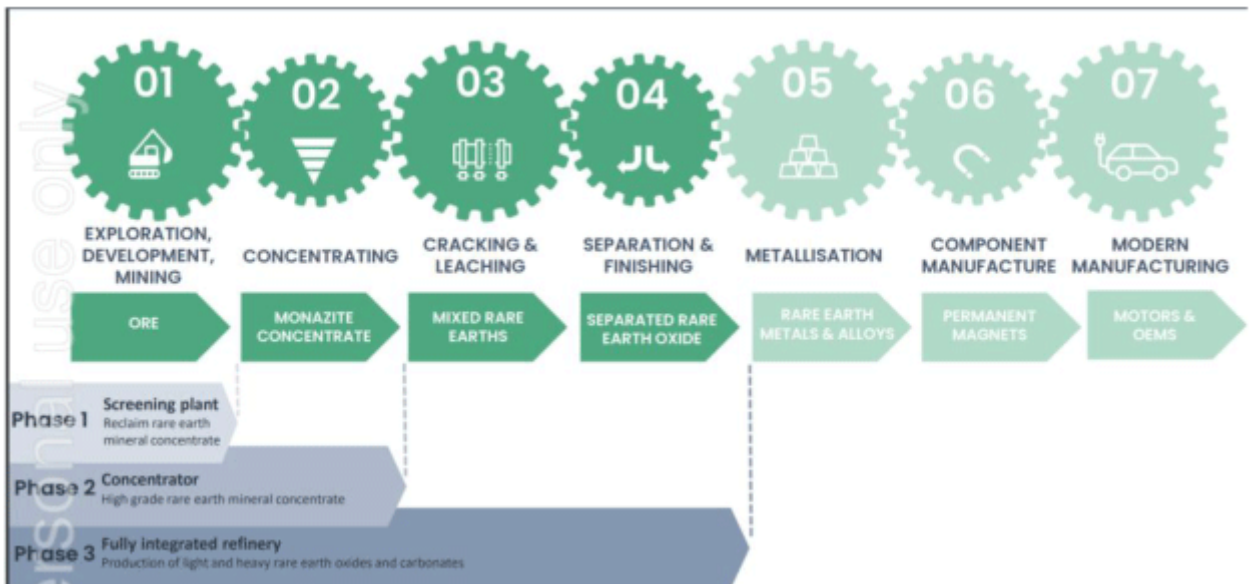 01
02
03
04
05
06
07
EXPLORATION,
DEVELOPMENT,
MINING
CONCENTRATING
CRACKING &
LEACHING
SEPARATION &
FINISHING
METALLISATION
COMPONENT
MANUFACTURE
MODERN
MANUFACTURING
ORE
MONAZITE
CONCENTRATE
MIXED RARE
EARTHS
SEPARATED RARE
EARTH OXIDE
RARE EARTH
METALS & ALLOYS
PERMANENT
MAGNETS
MOTORS &
OEMS
Phase 1
Screening plant
Reclaim rare earth
mineral concentrate
Phase 2
Concentrator
High grade rare earth mineral concentrate
Phase 3
Fully integrated refinery
Production of light and heavy rare earth oxides and carbonates
ersonal use only